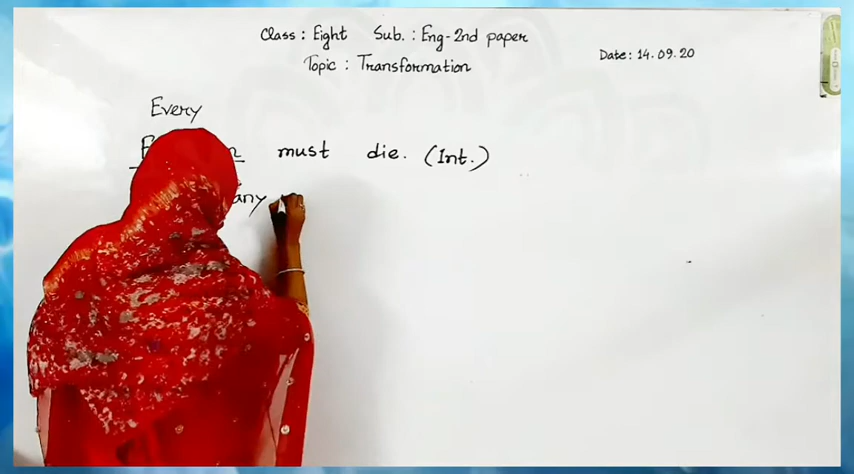 Class : Eight Sub. : Eng-2nd paper
Topic : Transformation
Date: 14.09.20
Every
must die. (Int.)
any